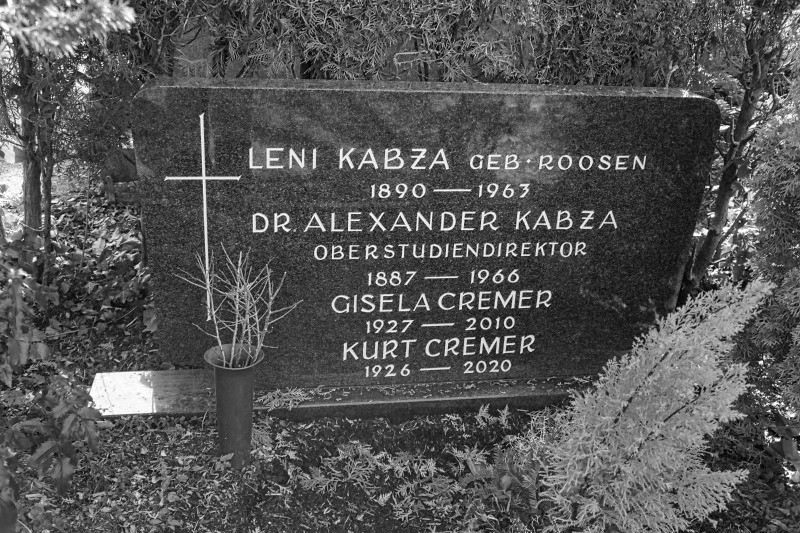 LENI KABZA GEB·ROOSEN
1890 — 1963
DR. ALEXANDER KABZA
OBERSTUDIENDIREKTOR
1887 — 1966
GISELA CREMER
1927 — 2010
KURT CREMER
1926 — 2020